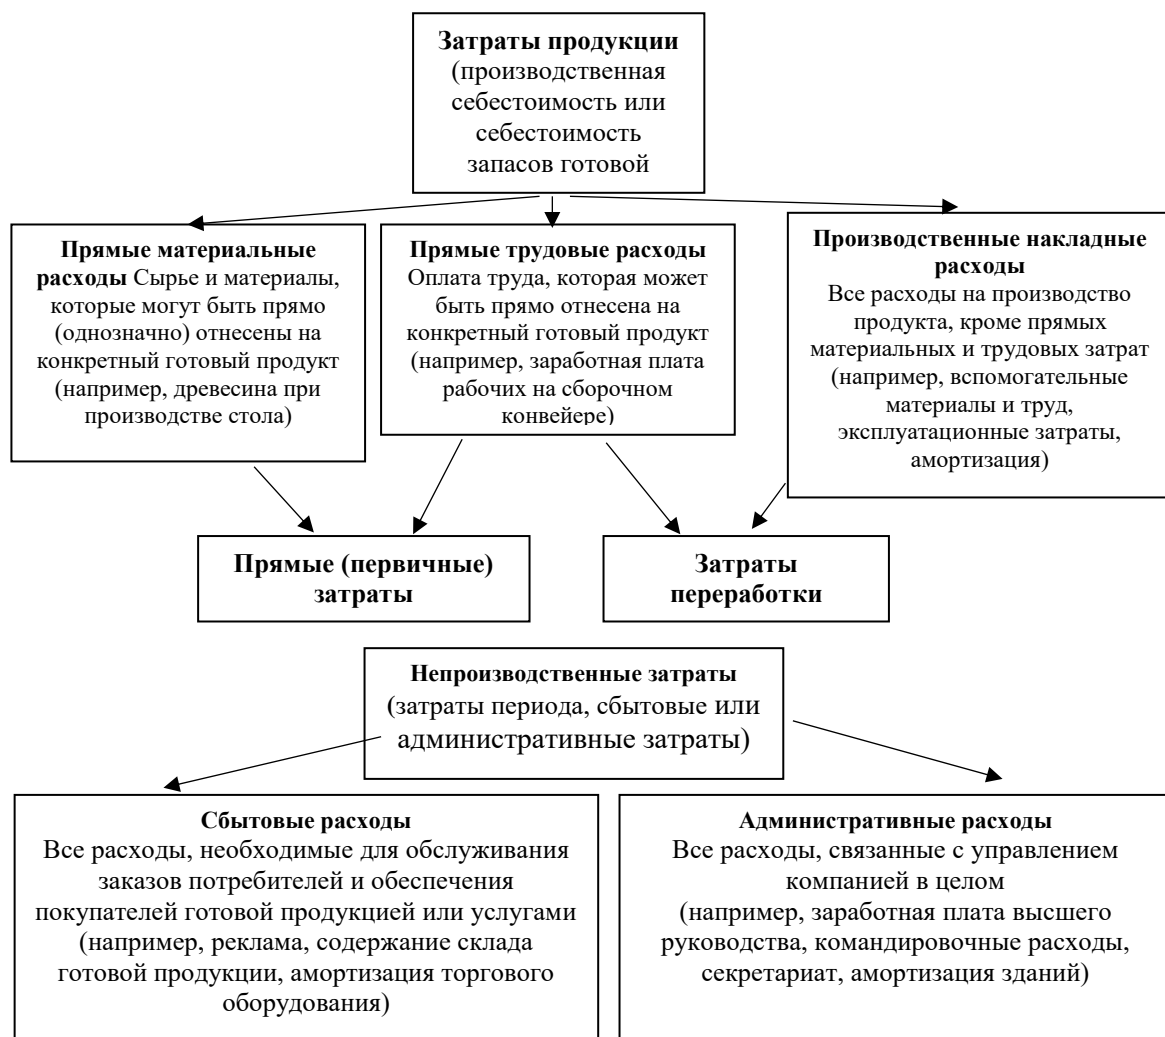 Затраты продукции
(производственная
себестоимость или
себестоимость
запасов готовой
Прямые материальные
расходы Сырье и материалы,
которые могут быть прямо
(однозначно) отнесены на
конкретный готовый продукт
(например, древесина при
производстве стола)
Прямые трудовые расходы
Оплата труда, которая может
быть прямо отнесена на
конкретный готовый продукт
(например, заработная плата
рабочих на сборочном
конвейере)
Производственные накладные
расходы
Все расходы на производство
продукта, кроме прямых
материальных и трудовых затрат
(например, вспомогательные
материалы и труд,
эксплуатационные затраты,
амортизация)
Прямые (первичные)
затраты
Затраты
переработки
Непроизводственные затраты
(затраты периода, сбытовые или
административные затраты)
Сбытовые расходы
Все расходы, необходимые для обслуживания
заказов потребителей и обеспечения
покупателей готовой продукцией или услугами
(например, реклама, содержание склада
готовой продукции, амортизация торгового
оборудования)
Административные расходы
Все расходы, связанные с управлением
компанией в целом
(например, заработная плата высшего
руководства, командировочные расходы,
секретариат, амортизация зданий)